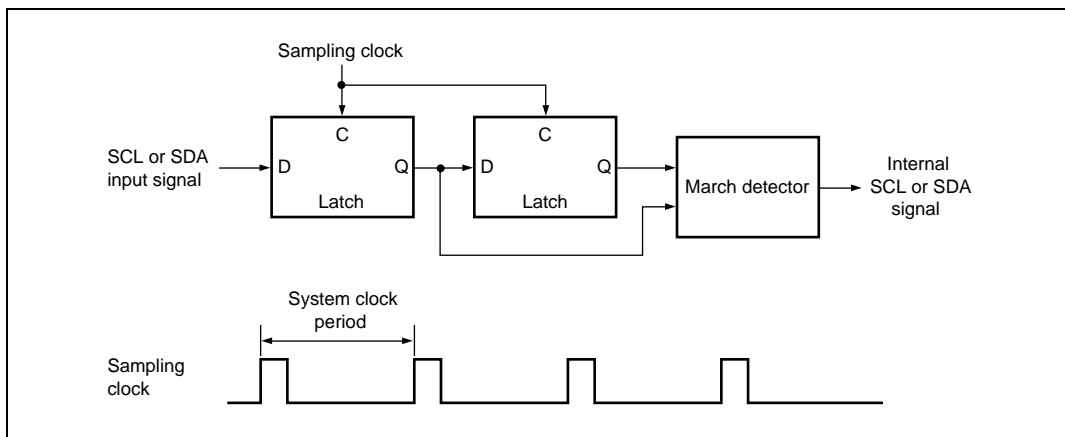 Sampling clock
SCL or SDA
input signal
C
D
Q
Latch
C
D
Q
Latch
March detector
Internal
SCL or SDA
signal
System clock
period
Sampling
clock